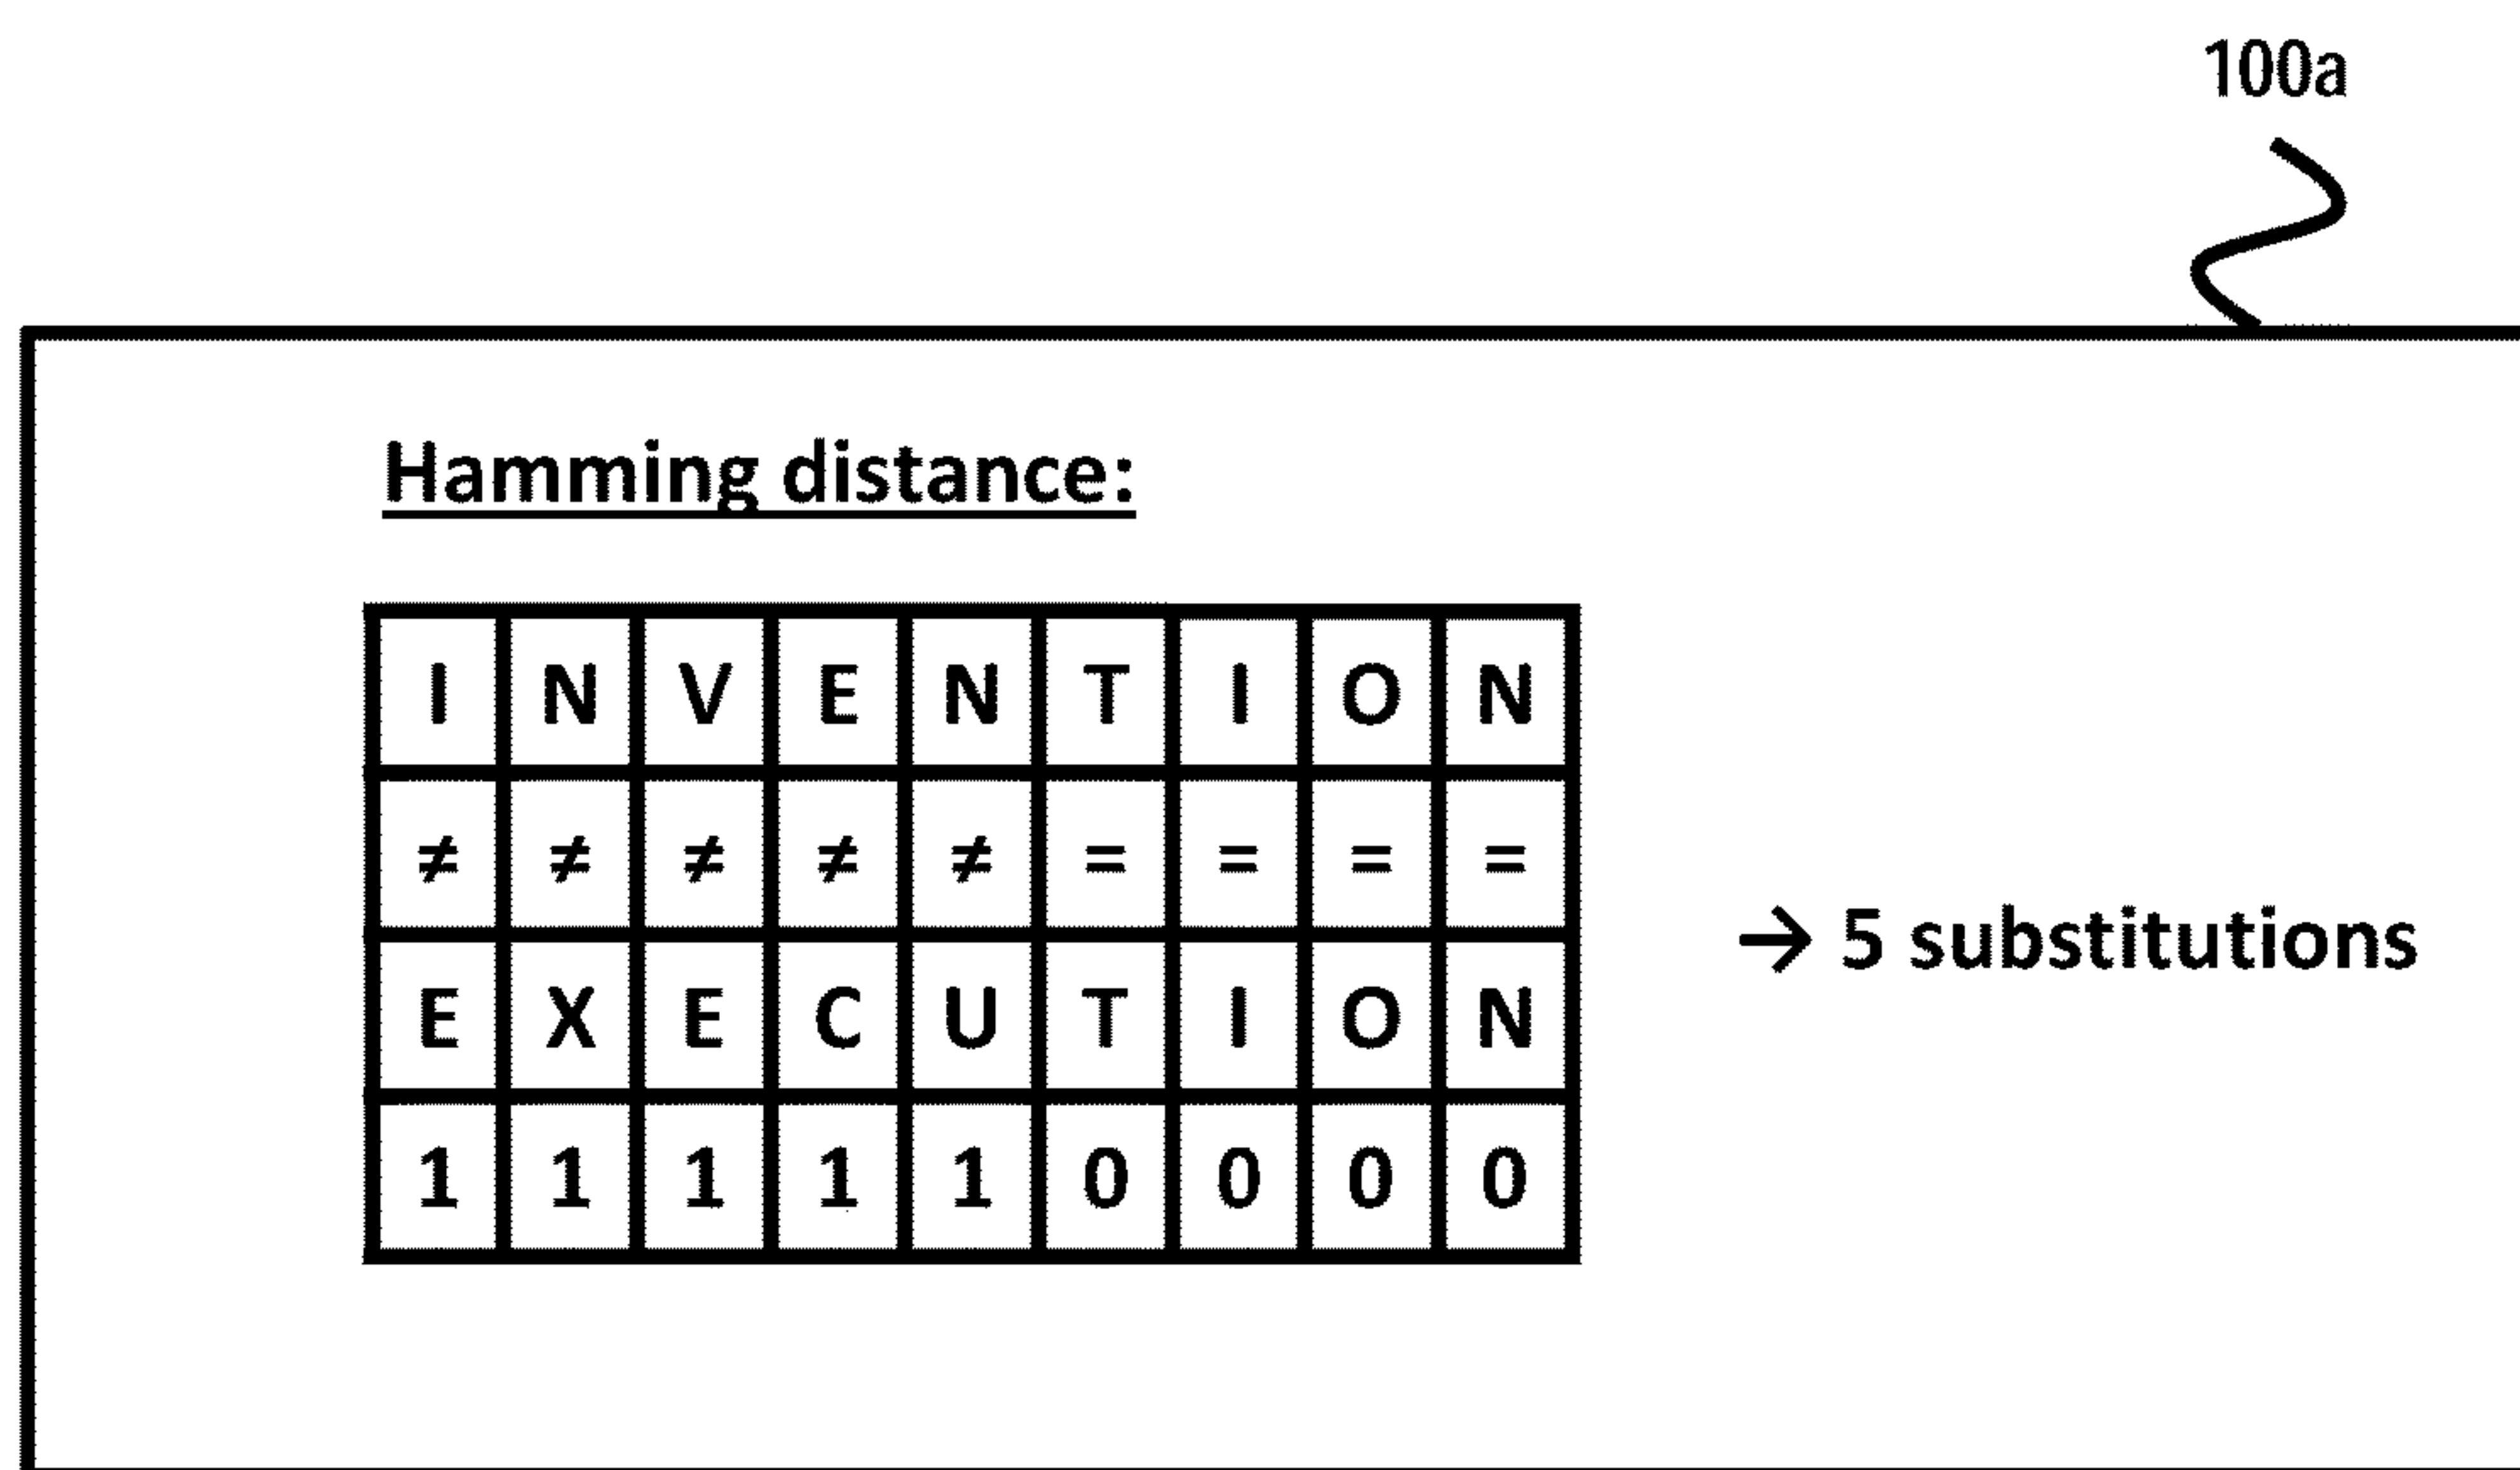 100a
Hamming distance:
I N V E N T I O N
≠ ≠ ≠ ≠ ≠ = = = =
→ 5 substitutions
E X E C U T I O N
1 1 1 1 1 0 0 0 0